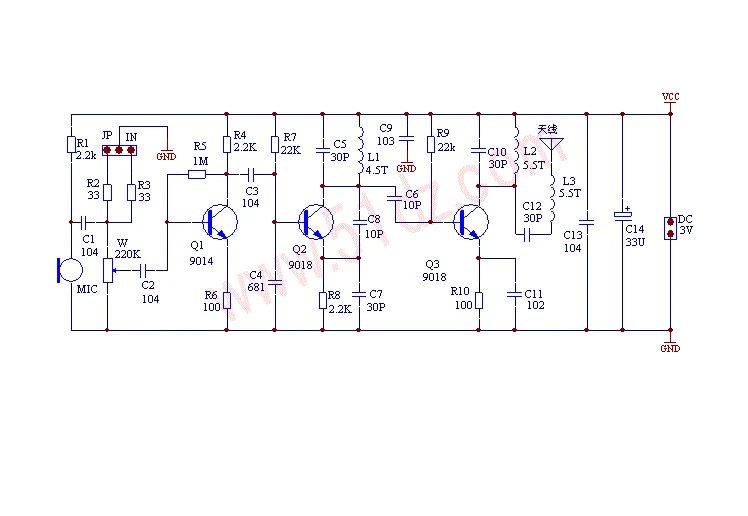 VCC
JP
IN
GND
R1
2.2k
R2
33
R3
33
R5
1M
R4
2.2K
R7
22K
C5
30P
L1
4.5T
C9
103
GND
R9
22k
C10
30P
L2
5.5T
天线
L3
5.5T
C3
104
C6
10P
C8
10P
C12
30P
C1
104
W
220K
MIC
C2
104
Q1
9014
R6
100
C4
681
Q2
9018
R8
2.2K
C7
30P
Q3
9018
R10
100
C11
102
C13
104
+
C14
33U
DC
3V
GND
www.51dz.com